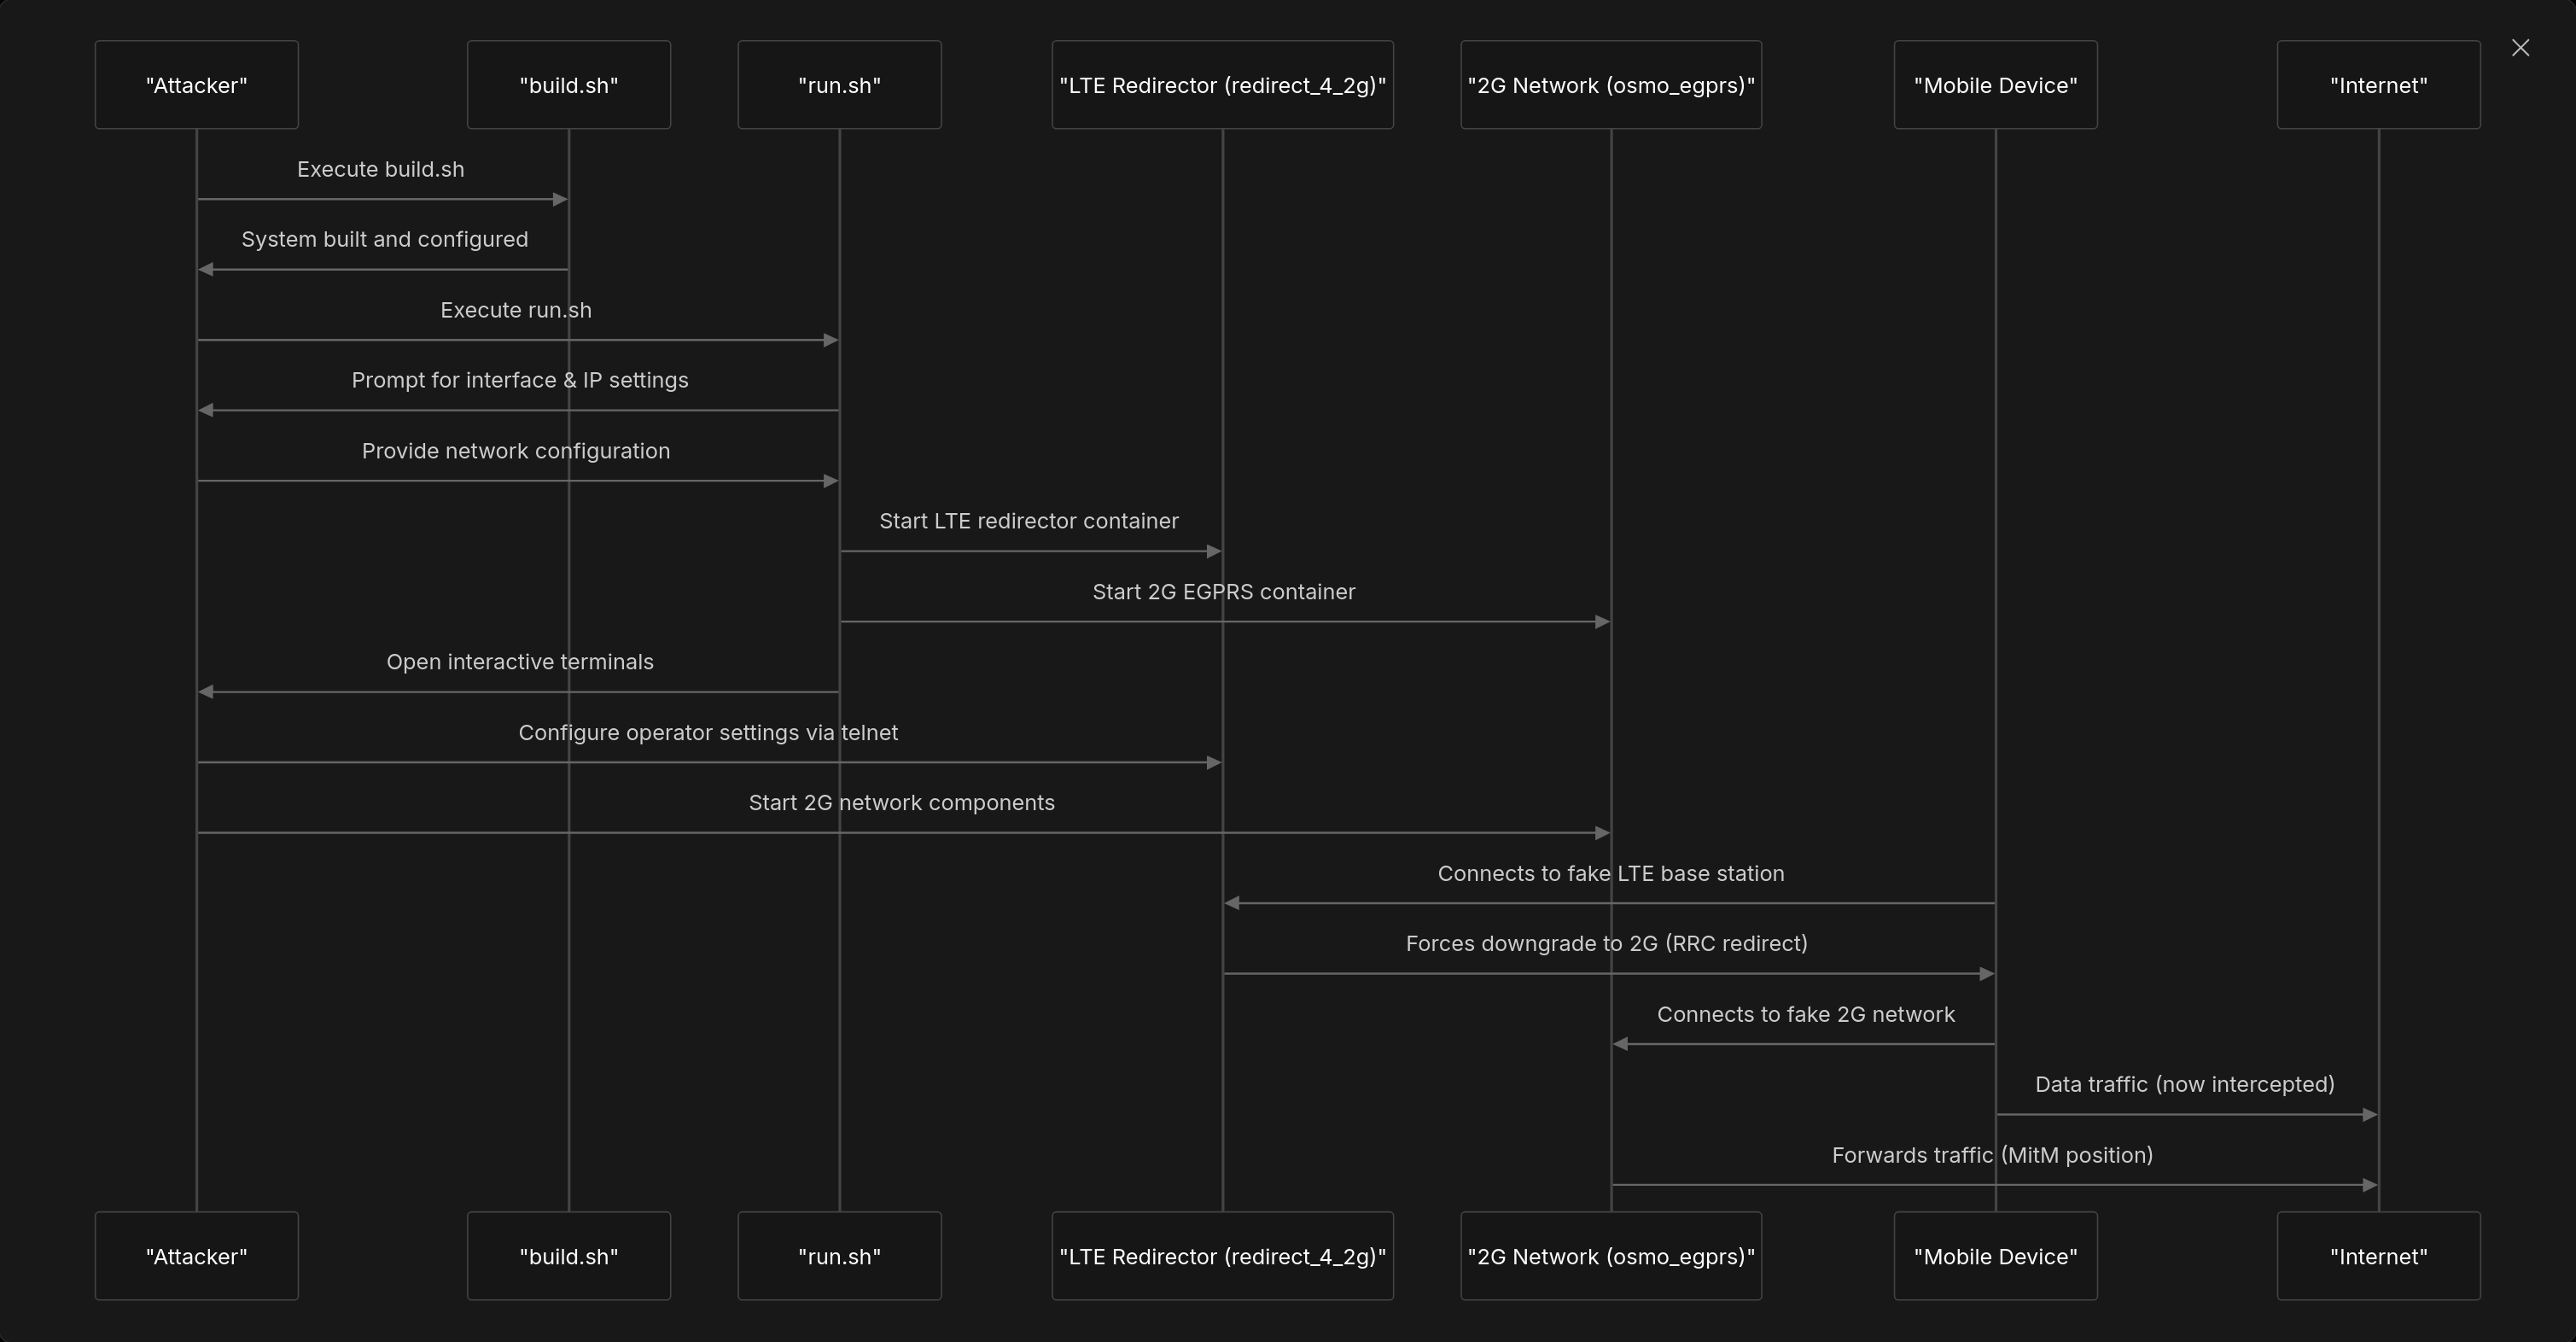 "Attacker"
"build.sh"
"run.sh"
"LTE Redirector (redirect_4_2g)"
"2G Network (osmo_egprs)"
"Mobile Device"
"Internet"
Execute build.sh
System built and configured
Execute run.sh
Prompt for interface & IP settings
Provide network configuration
Start LTE redirector container
Start 2G EGPRS container
Open interactive terminals
Configure operator settings via telnet
Start 2G network components
Connects to fake LTE base station
Forces downgrade to 2G (RRC redirect)
Connects to fake 2G network
Data traffic (now intercepted)
Forwards traffic (MitM position)
"Attacker"
"build.sh"
"run.sh"
"LTE Redirector (redirect_4_2g)"
"2G Network (osmo_egprs)"
"Mobile Device"
"Internet"